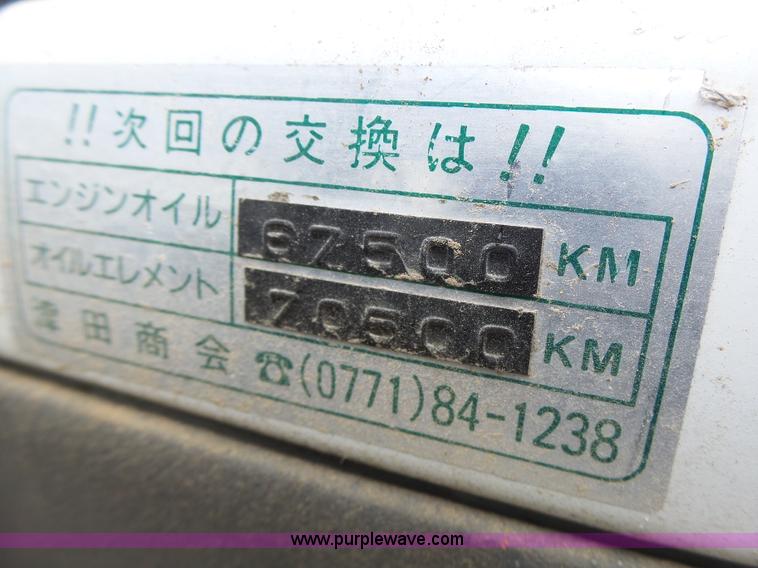 !!次回の交換は!!
エンジンオイル 67500 KM
オイルエレメント 70500 KM
田商会 ☎(0771)84-1238
www.purplewave.com